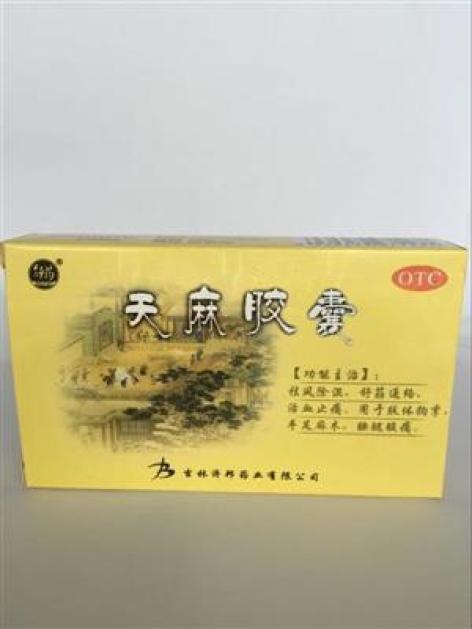 OTC
天麻胶囊
【功能主治】:
祛风除湿，舒筋通络，
活血止痛。用于肢体拘挛，
手足麻木，腰腿酸痛。
吉林济邦药业有限公司